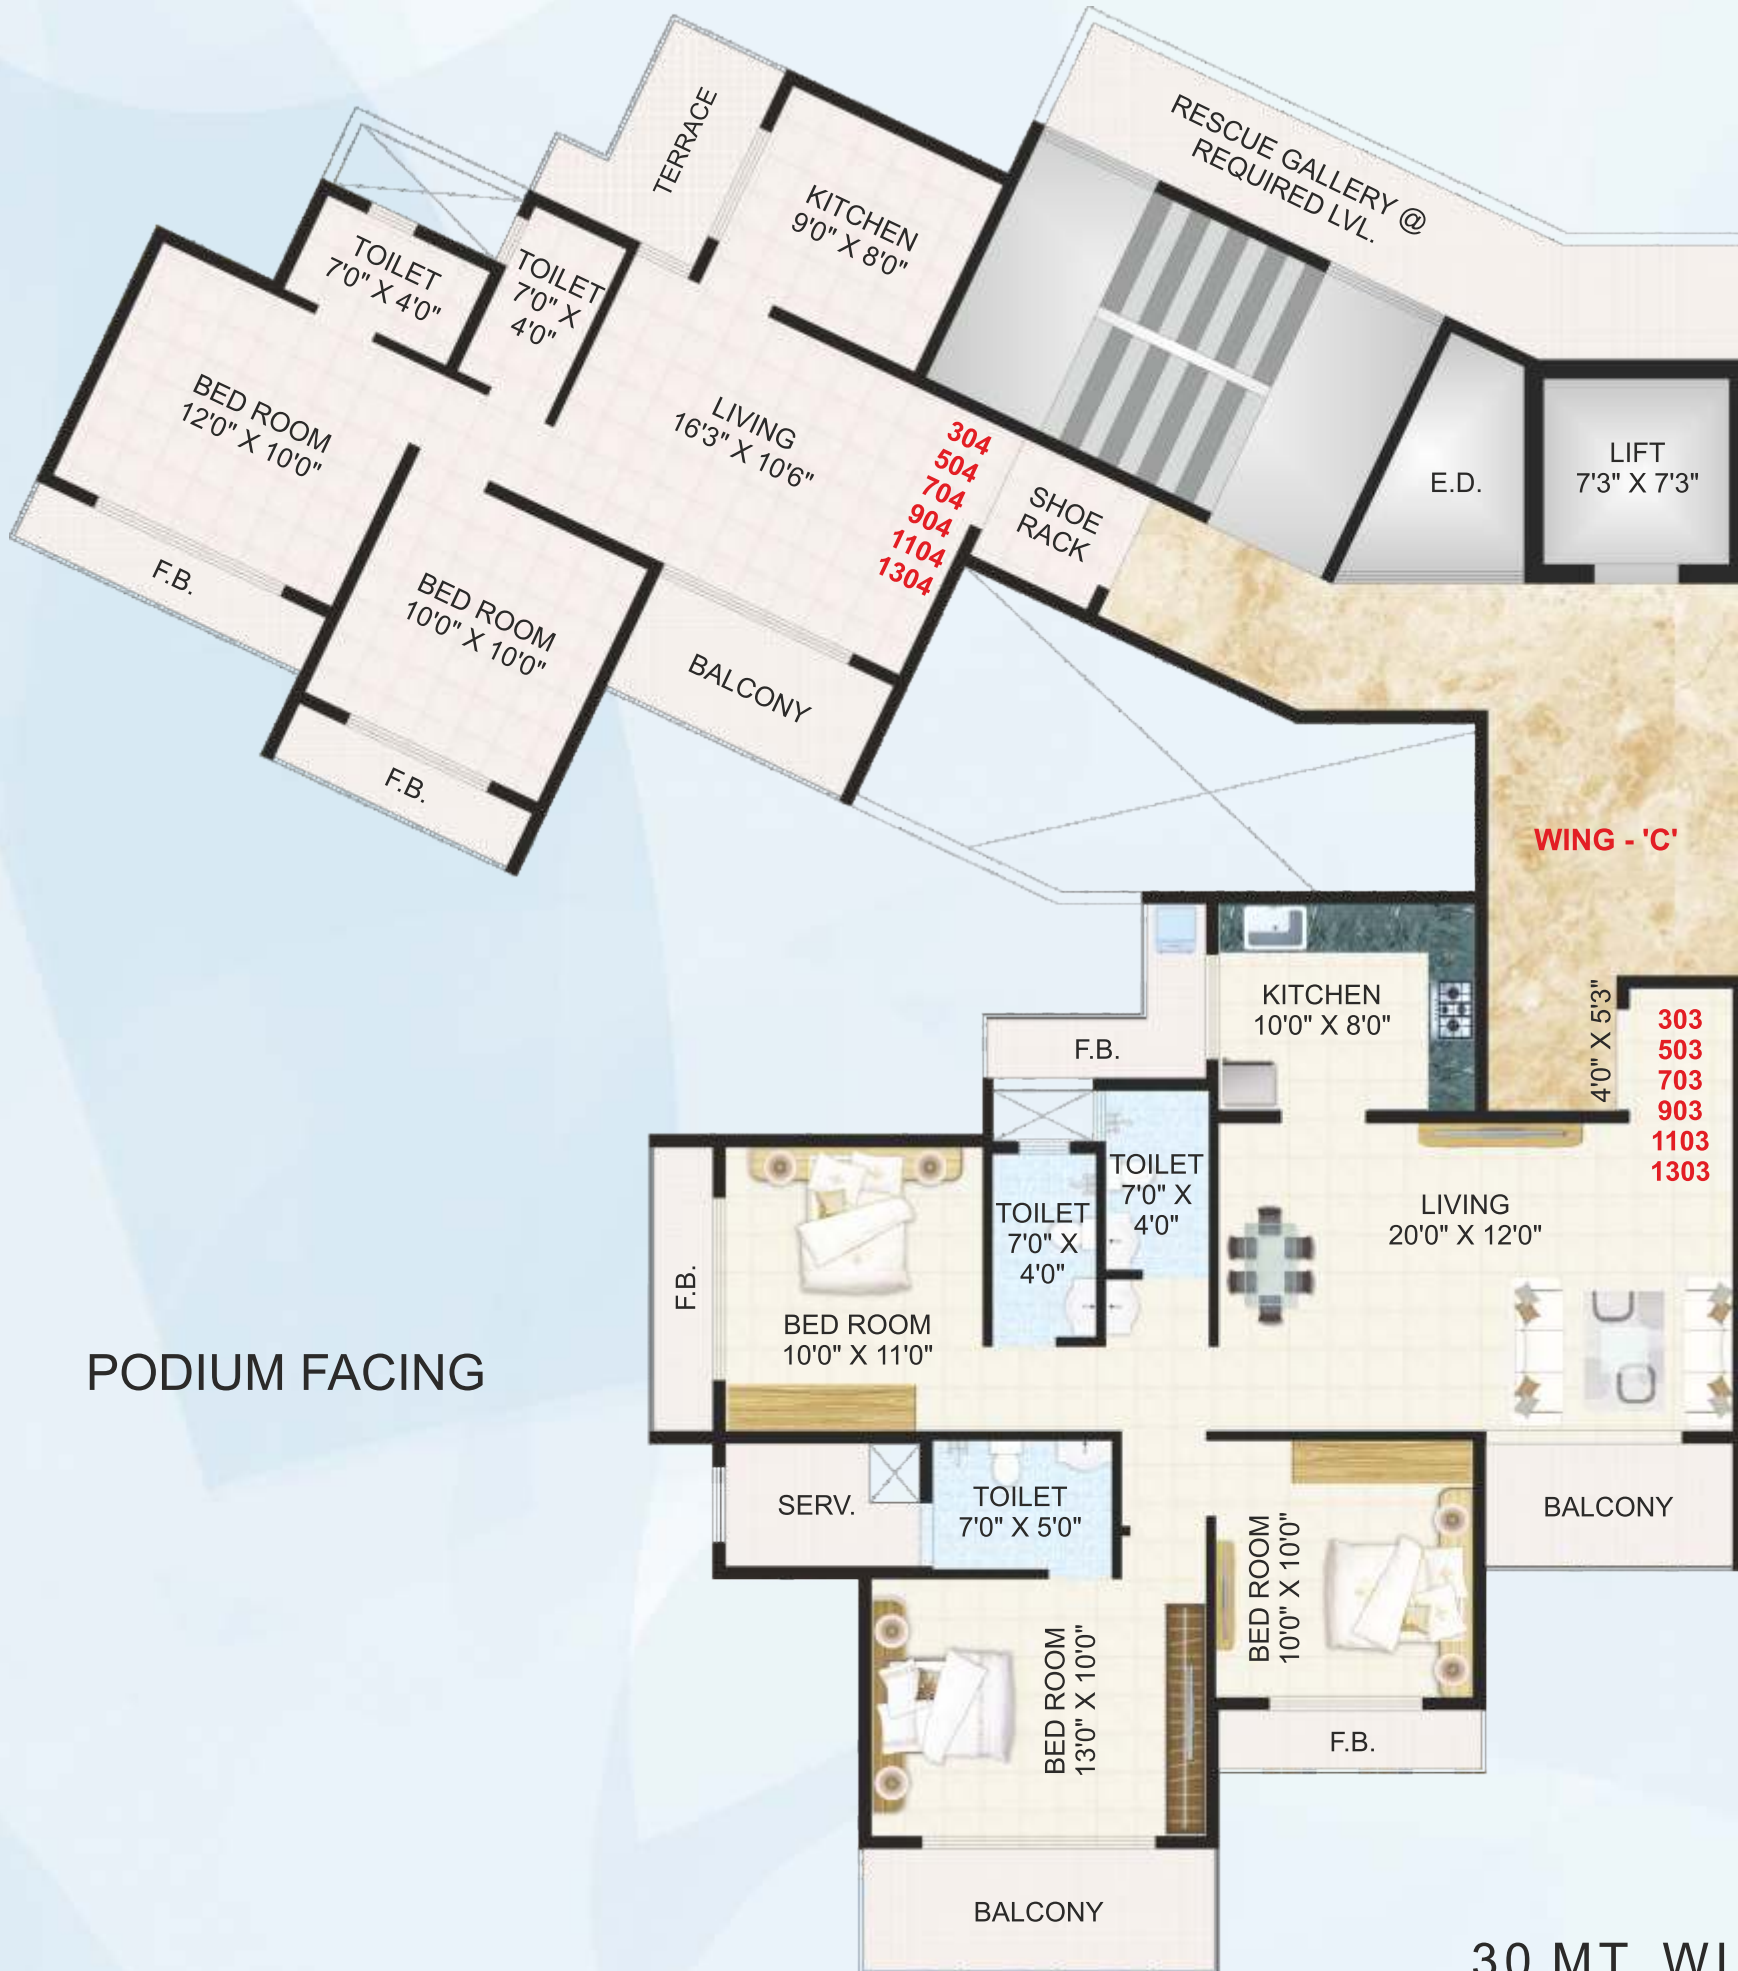 RESCUE GALLERY @
REQUIRED LVL.
TERRACE
KITCHEN
9'0" X 8'0"
TOILET
7'0" X 4'0"
TOILET
7'0" X
4'0"
BED ROOM
12'0" X 10'0"
LIVING
16'3" X 10'6"
304
504
704
904
1104
1304
SHOE
RACK
E.D.
LIFT
7'3" X 7'3"
F.B.
BED ROOM
10'0" X 10'0"
BALCONY
F.B.
WING - 'C'
KITCHEN
10'0" X 8'0"
4'0" X 5'3"
303
503
703
903
1103
1303
F.B.
TOILET
7'0" X
4'0"
TOILET
7'0" X
4'0"
LIVING
20'0" X 12'0"
F.B.
BED ROOM
10'0" X 11'0"
PODIUM FACING
SERV.
TOILET
7'0" X 5'0"
BED ROOM
10'0" X 10'0"
BALCONY
BED ROOM
13'0" X 10'0"
F.B.
BALCONY
30 MT. WI